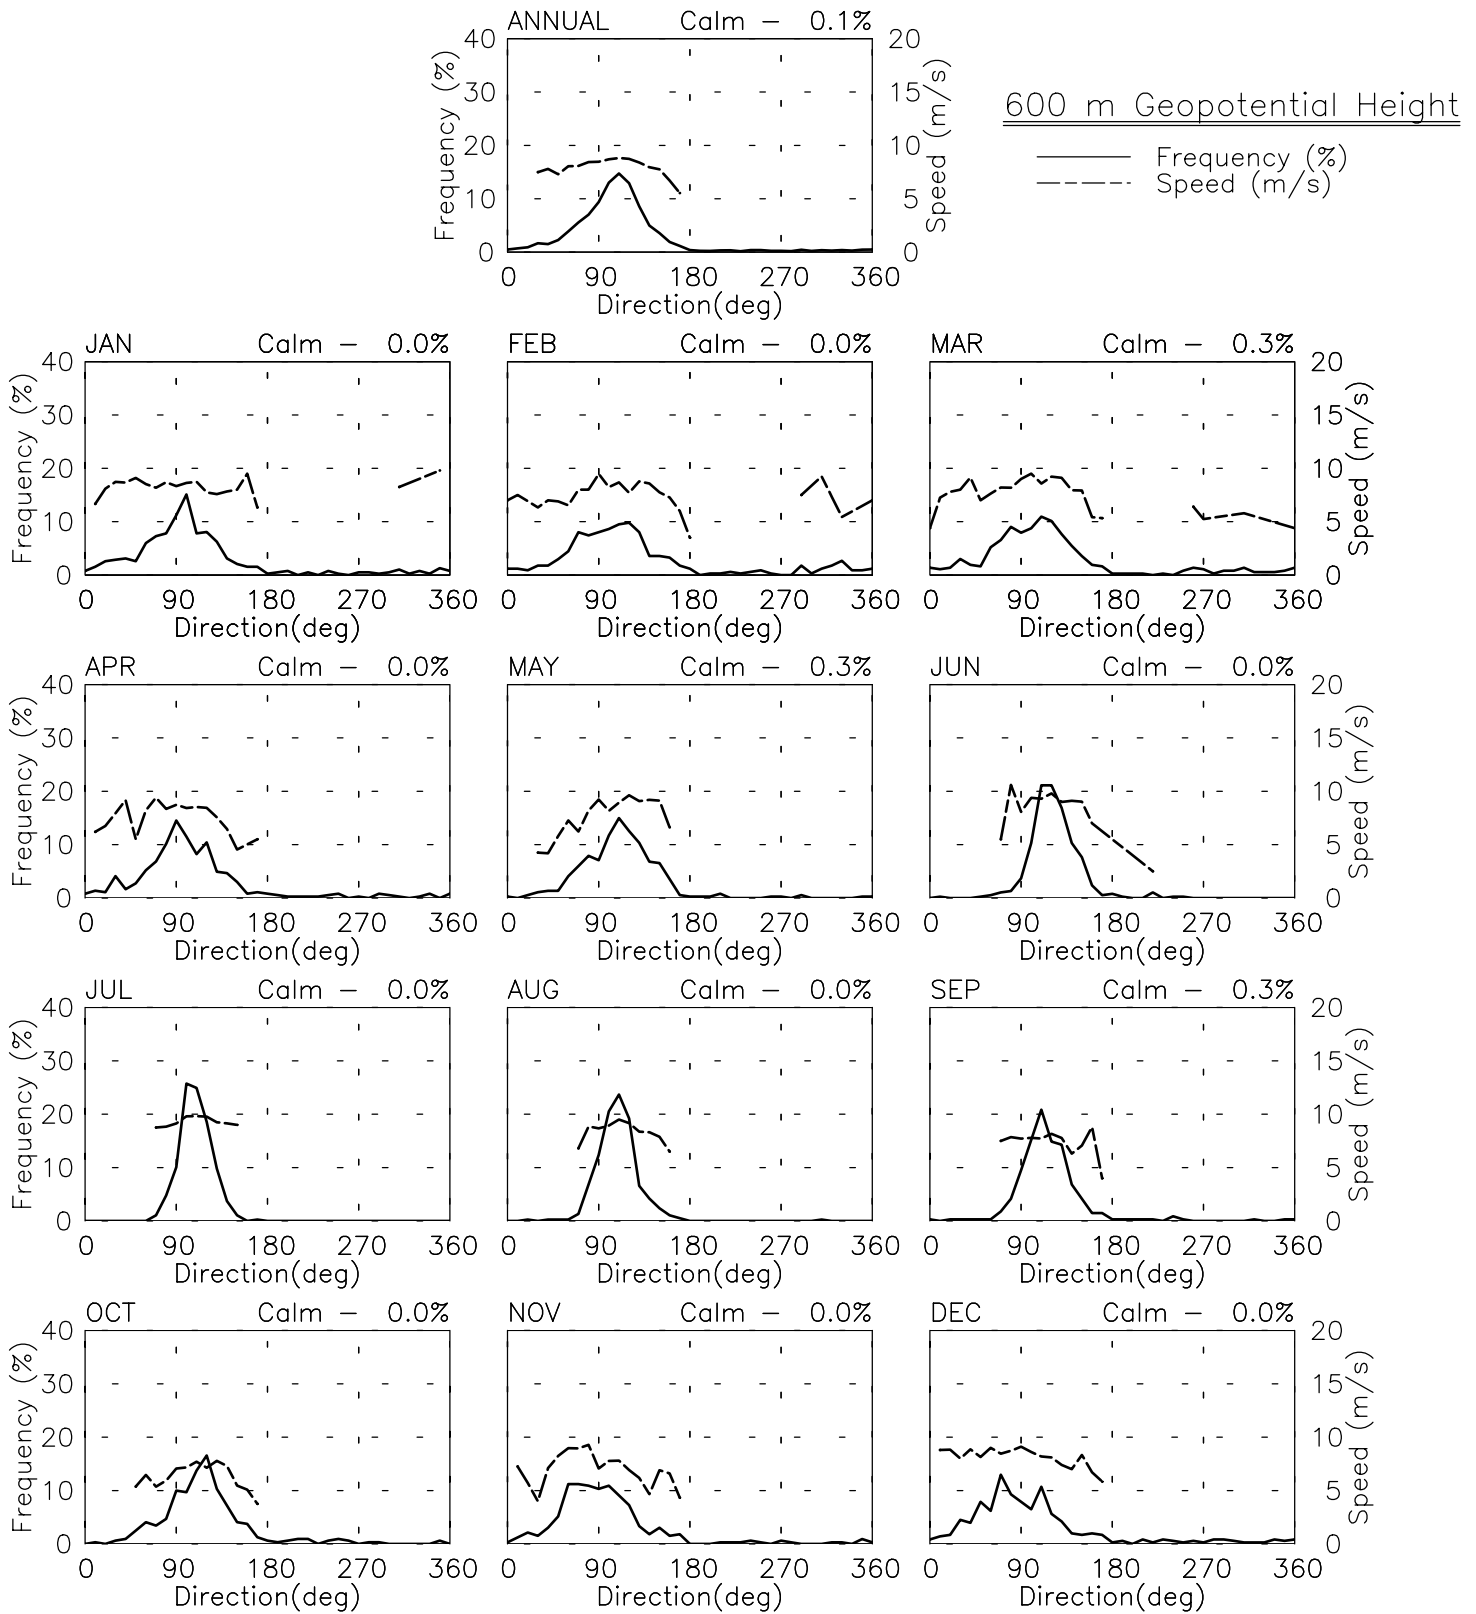 ANNUAL Calm - 0.1%
40 20
30 15
20 10
10 5
0 0
Frequency (%)
Speed (m/s)
0 90 180 270 360
Direction(deg)
600 m Geopotential Height
Frequency (%)
Speed (m/s)
JAN Calm - 0.0% FEB Calm - 0.0% MAR Calm - 0.3%
40 20
30 15
20 10
10 5
0 0
Frequency (%)
Speed (m/s)
0 90 180 270 360 0 90 180 270 360 0 90 180 270 360
Direction(deg) Direction(deg) Direction(deg)
APR Calm - 0.0% MAY Calm - 0.3% JUN Calm - 0.0%
40 20
30 15
20 10
10 5
0 0
Frequency (%)
Speed (m/s)
0 90 180 270 360 0 90 180 270 360 0 90 180 270 360
Direction(deg) Direction(deg) Direction(deg)
JUL Calm - 0.0% AUG Calm - 0.0% SEP Calm - 0.3%
40 20
30 15
20 10
10 5
0 0
Frequency (%)
Speed (m/s)
0 90 180 270 360 0 90 180 270 360 0 90 180 270 360
Direction(deg) Direction(deg) Direction(deg)
OCT Calm - 0.0% NOV Calm - 0.0% DEC Calm - 0.0%
40 20
30 15
20 10
10 5
0 0
Frequency (%)
Speed (m/s)
0 90 180 270 360 0 90 180 270 360 0 90 180 270 360
Direction(deg) Direction(deg) Direction(deg)